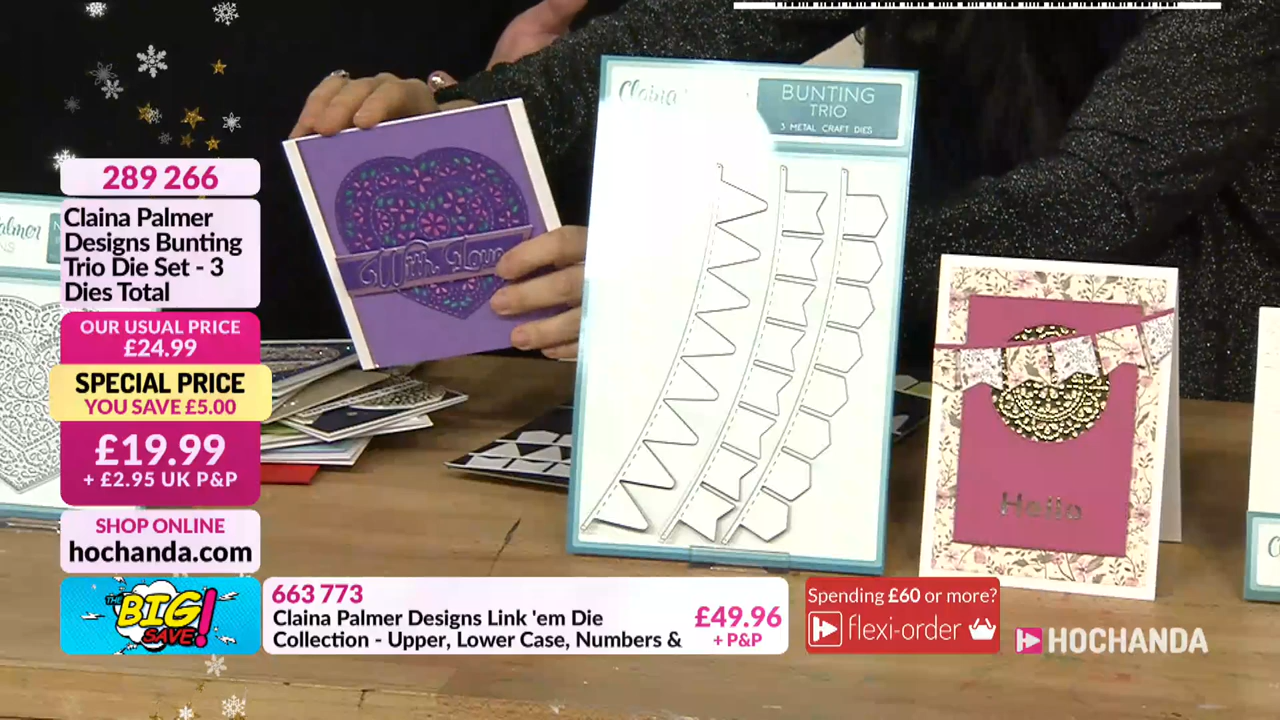 289 266
Claina Palmer
Designs Bunting
Trio Die Set - 3
Dies Total
OUR USUAL PRICE
£24.99
SPECIAL PRICE
YOU SAVE £5.00
£19.99
+ £2.95 UK P&P
SHOP ONLINE
hochanda.com
THE
BIG
SAVE!
663 773
Claina Palmer Designs Link 'em Die
Collection - Upper, Lower Case, Numbers &
£49.96
+ P&P
Spending £60 or more?
flexi-order
HOCHANDA
Claina
BUNTING
TRIO
3 METAL CRAFT DIES
With Love
Hello
almer